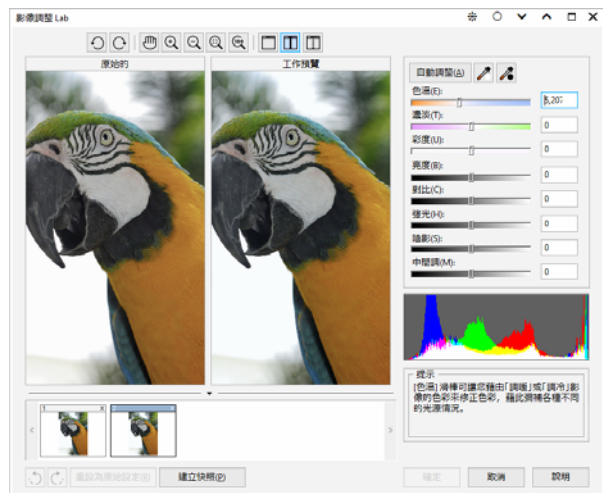 影像調整 Lab
原始的
工作預覽
自動調整(A)
色溫(E):
濃淡(T):
0
彩度(U):
0
亮度(B):
0
對比(C):
0
強光(H):
0
陰影(S):
0
中間調(M):
0
提示
[色溫] 滑桿可讓您藉由「調暖」或「調冷」影
像的色彩來修正色彩，藉此彌補各種不同
的光源情況。
1 x
2 x
重設為原始設定(R)
建立快照(P)
確定
取消
說明